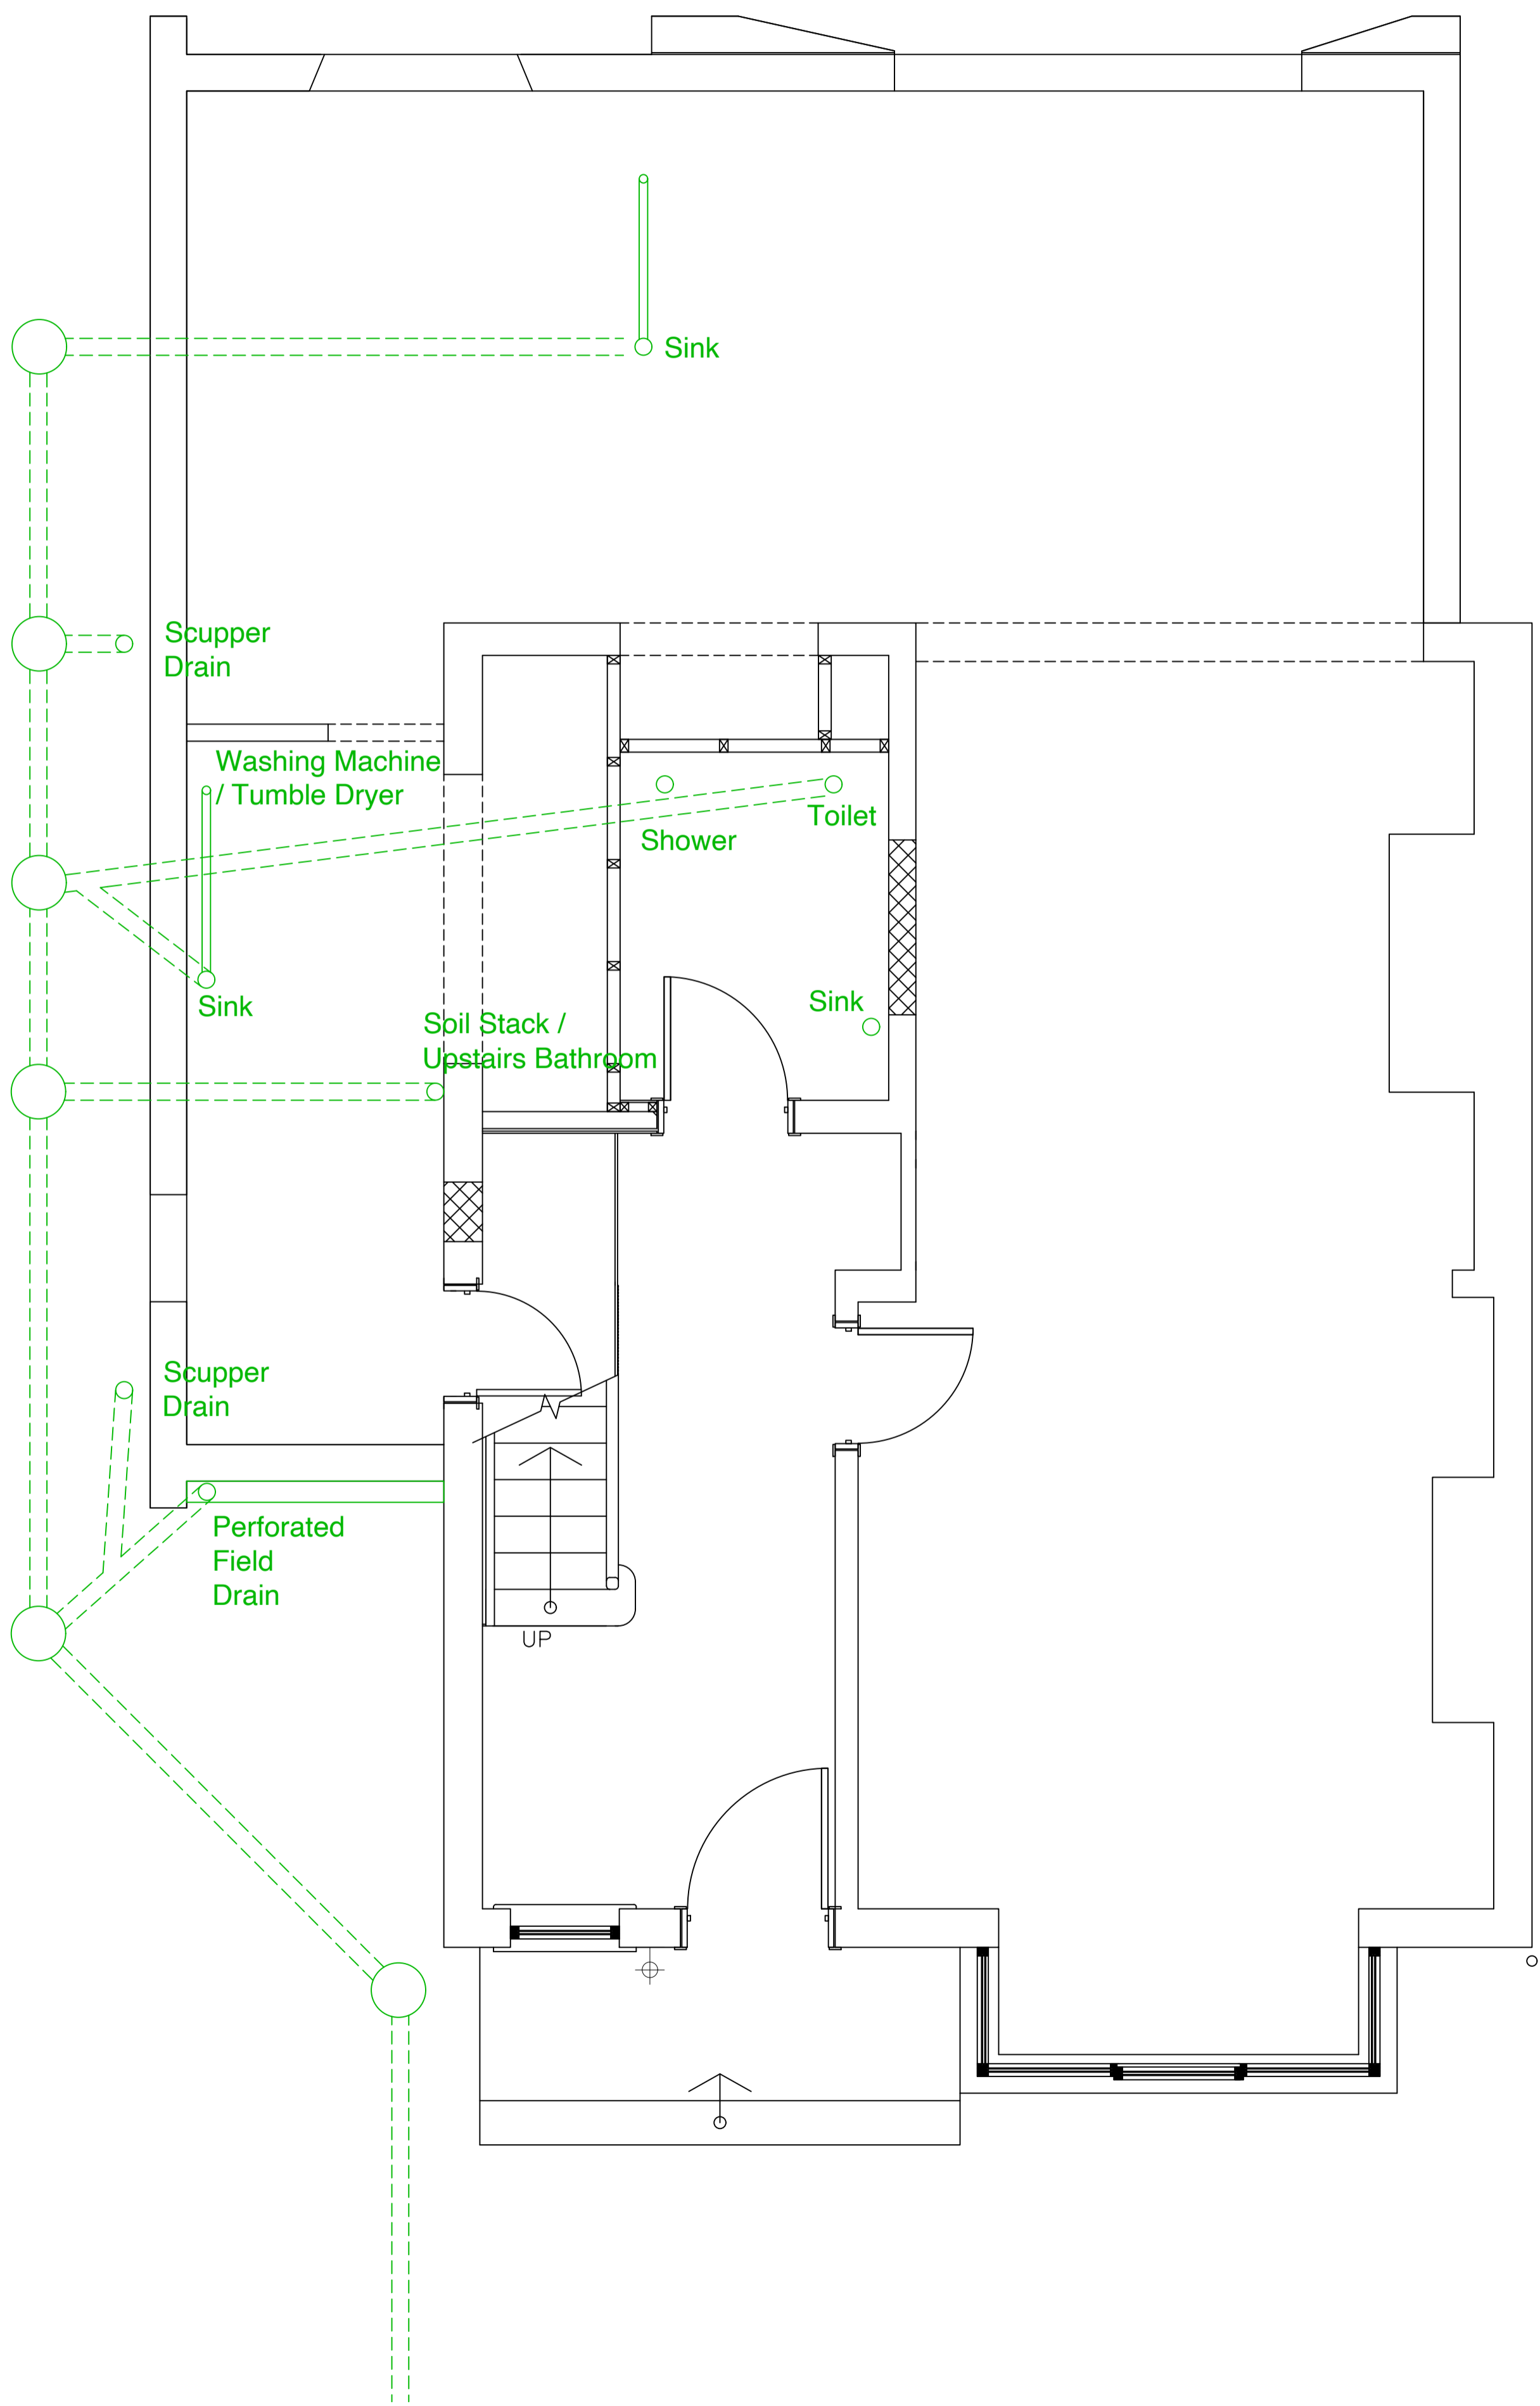 Sink
Scupper
Drain
Washing Machine
/ Tumble Dryer
Toilet
Shower
Sink
Sink
Soil Stack /
Upstairs Bathroom
Scupper
Drain
Perforated
Field
Drain
UP